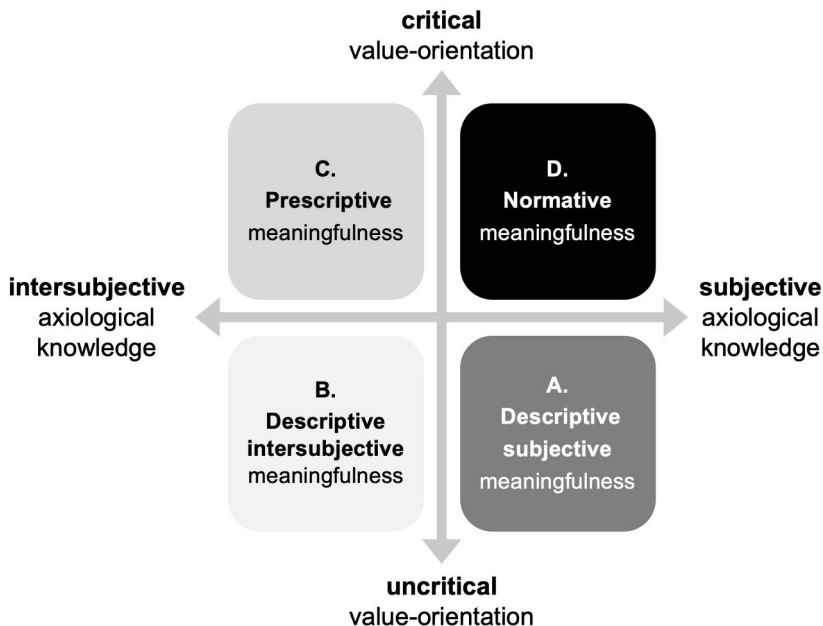 critical
value-orientation
C.
Prescriptive
meaningfulness
D.
Normative
meaningfulness
intersubjective
axiological
knowledge
subjective
axiological
knowledge
B.
Descriptive
intersubjective
meaningfulness
A.
Descriptive
subjective
meaningfulness
uncritical
value-orientation